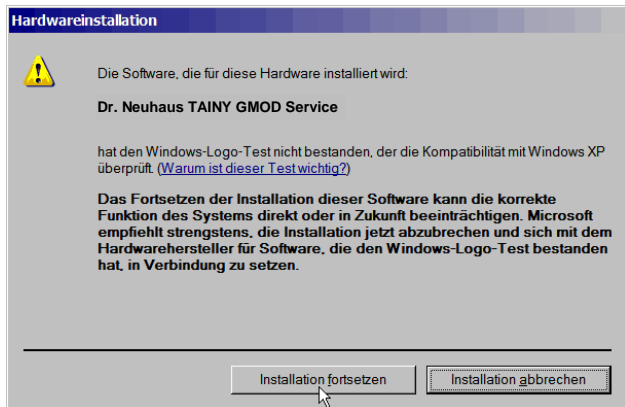 Hardwareinstallation
Die Software, die für diese Hardware installiert wird:
Dr. Neuhaus TAINY GMOD Service
hat den Windows-Logo-Test nicht bestanden, der die Kompatibilität mit Windows XP
überprüft. (Warum ist dieser Test wichtig?)
Das Fortsetzen der Installation dieser Software kann die korrekte
Funktion des Systems direkt oder in Zukunft beeinträchtigen. Microsoft
empfiehlt strengstens, die Installation jetzt abzubrechen und sich mit dem
Hardwarehersteller für Software, die den Windows-Logo-Test bestanden
hat, in Verbindung zu setzen.
Installation fortsetzen
Installation abbrechen